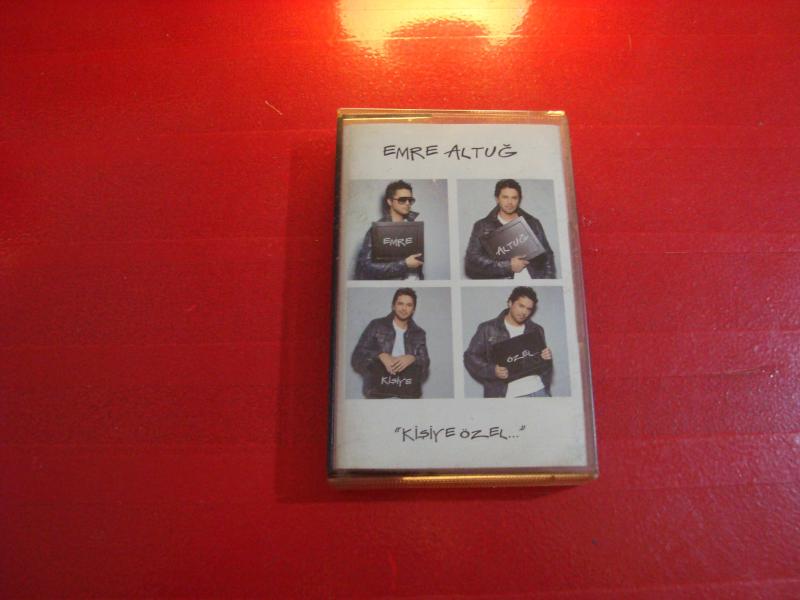 EMRE ALTUĞ
EMRE
ALTUĞ
KİŞİYE
ÖZEL
"KİŞİYE ÖZEL..."